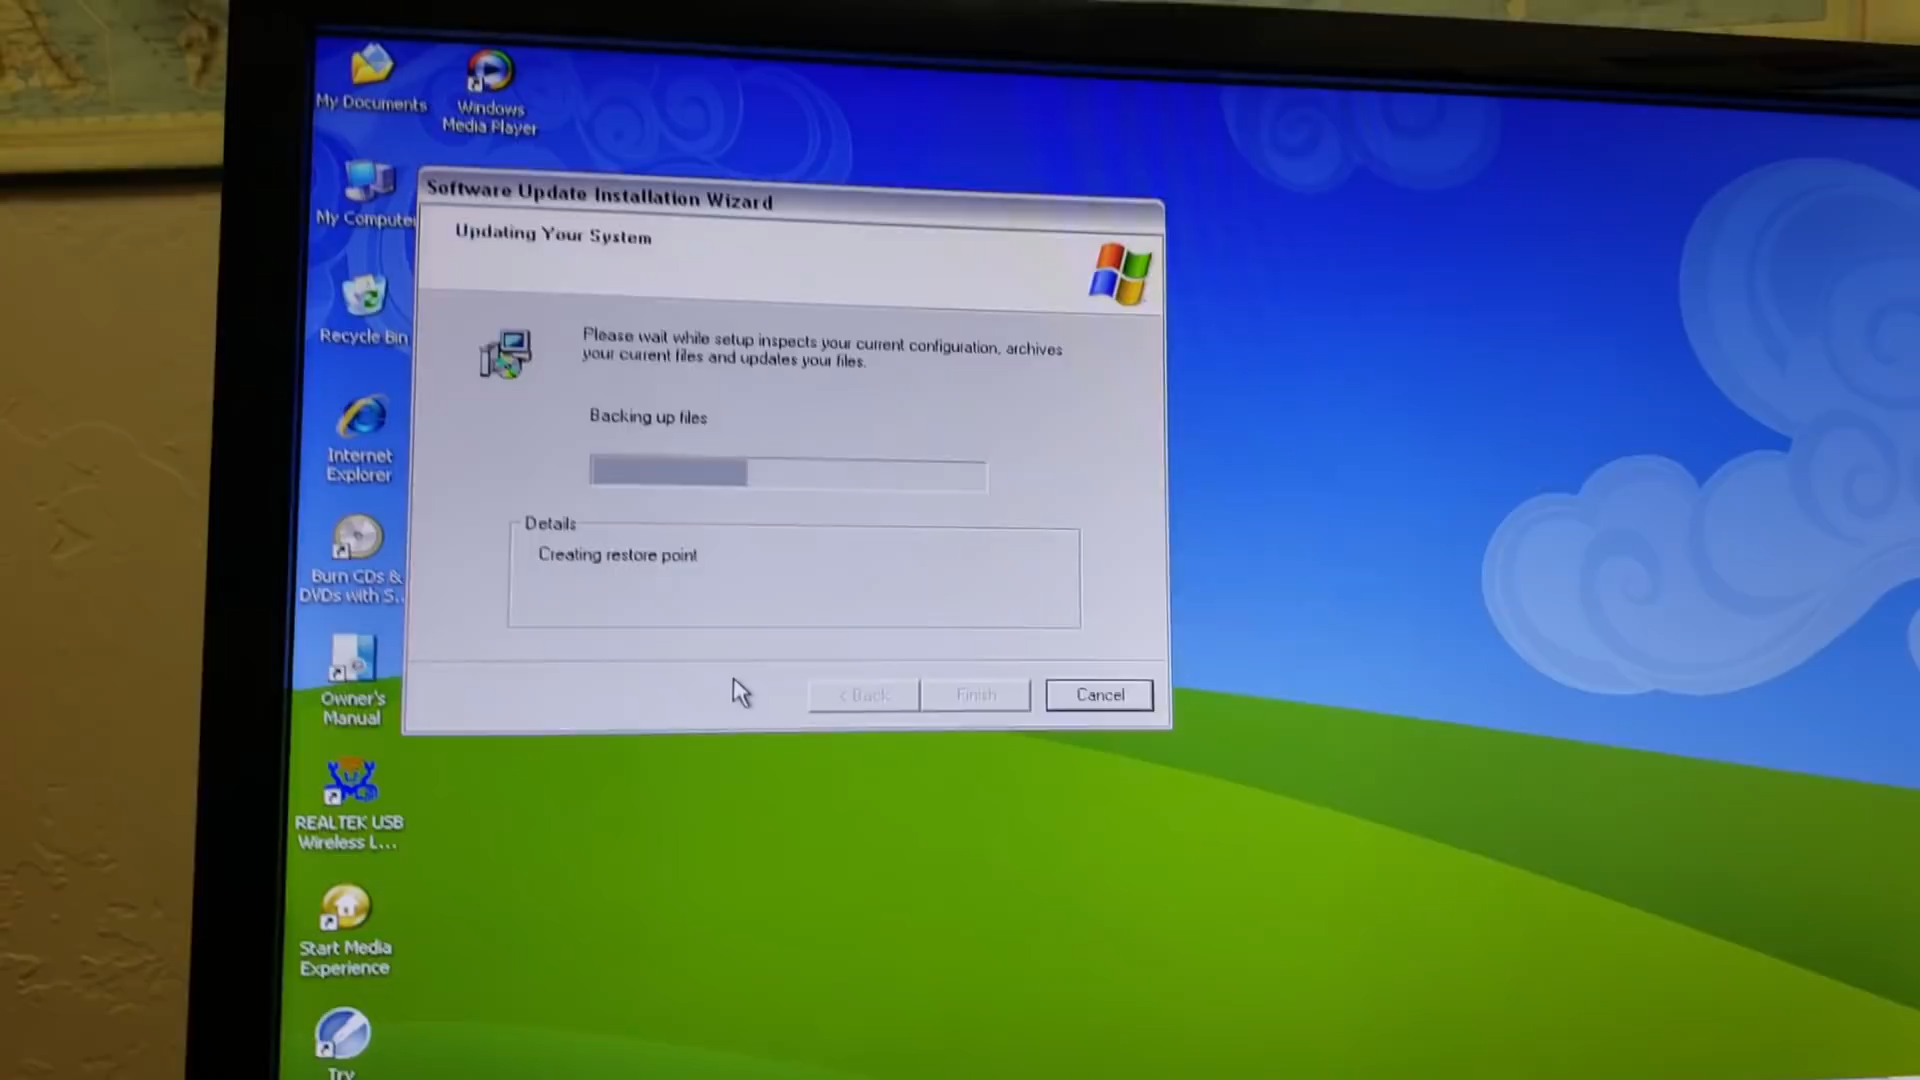 My Documents
Windows
Media Player
My Computer
Recycle Bin
Internet
Explorer
Burn CDs &
DVDs with S...
Owner's
Manual
REALTEK USB
Wireless L...
Start Media
Experience
Try
Software Update Installation Wizard
Updating Your System
Please wait while setup inspects your current configuration, archives
your current files and updates your files.
Backing up files
Details
Creating restore point
< Back
Finish
Cancel